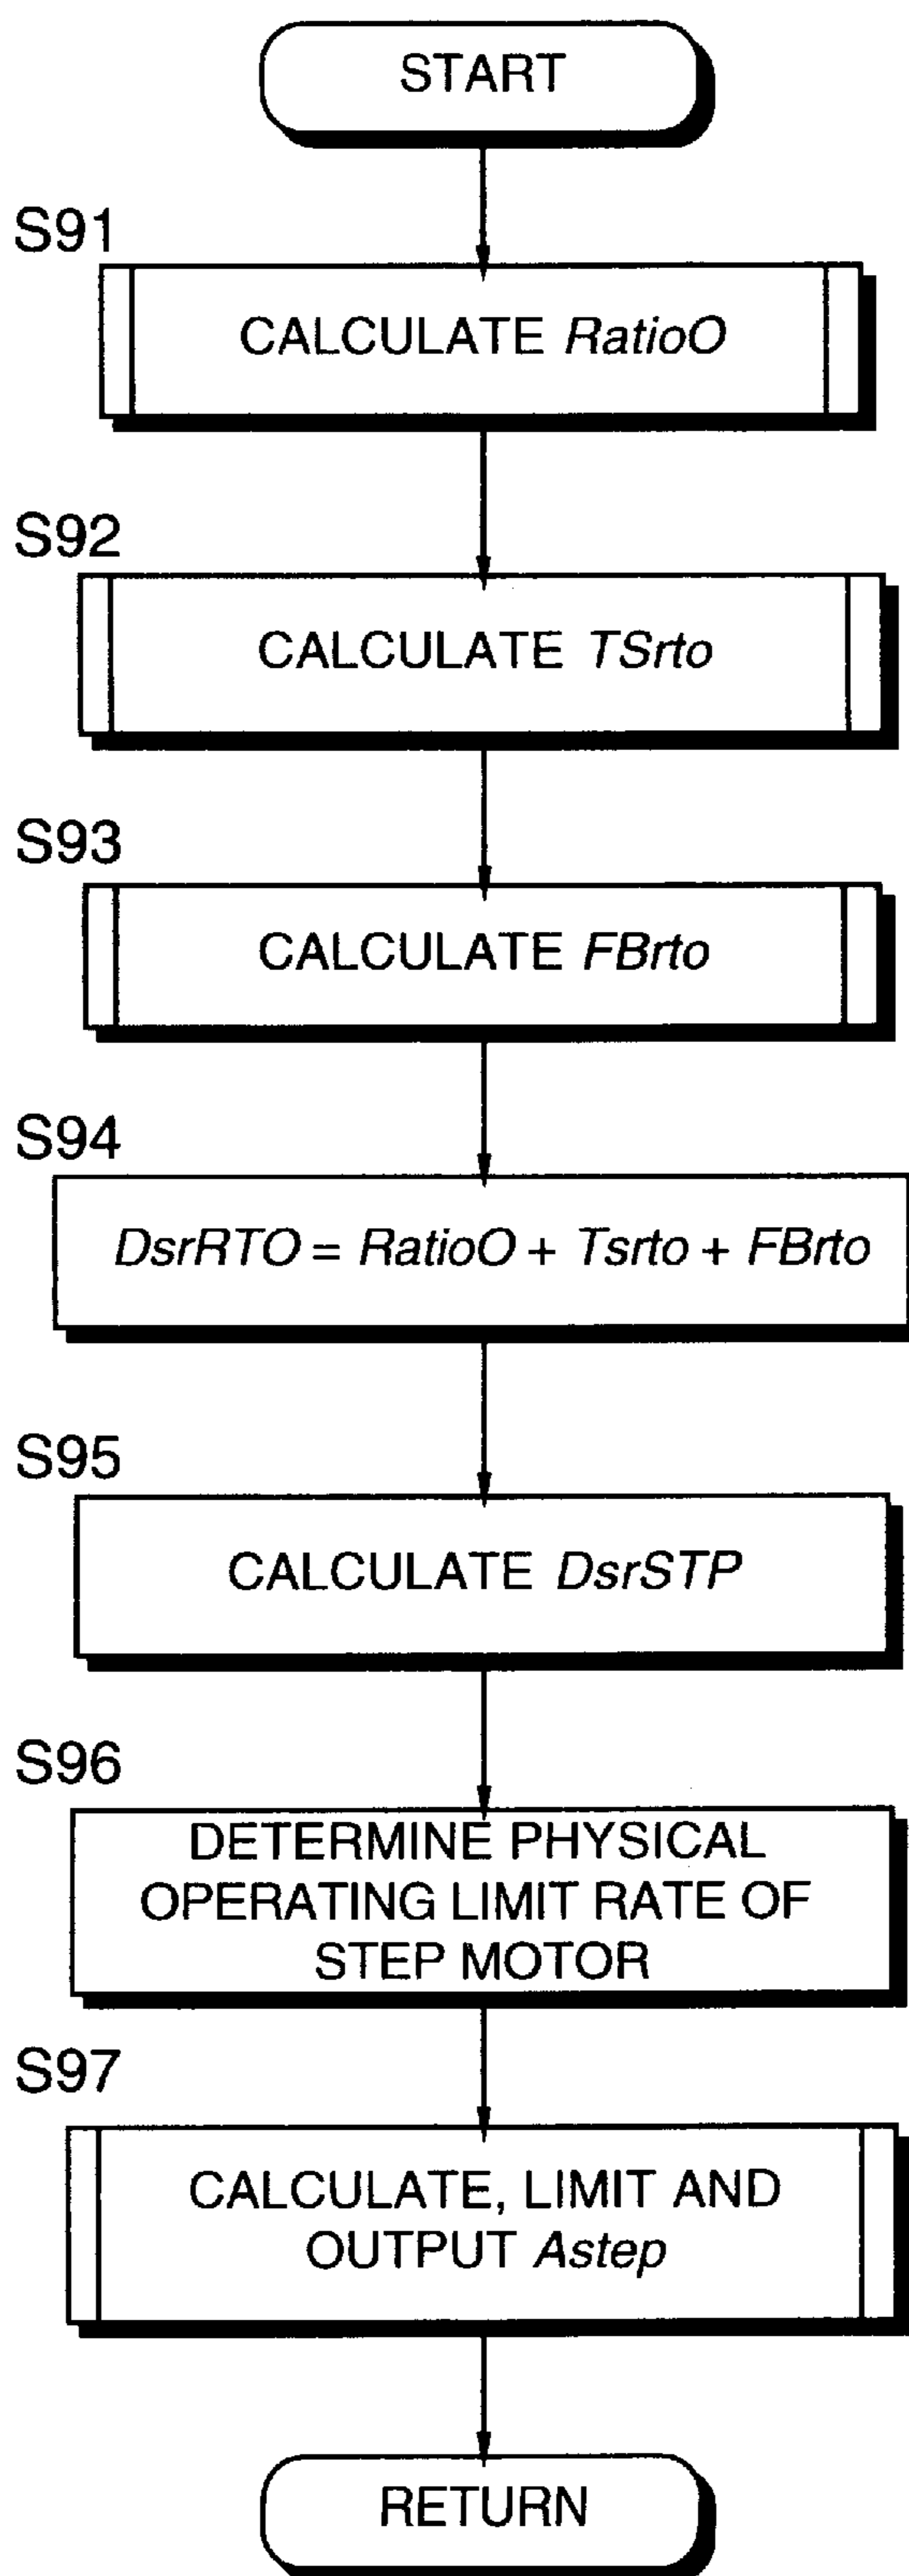 START
S91
CALCULATE RatioO
S92
CALCULATE TSrto
S93
CALCULATE FBrto
S94
DsrRTO = RatioO + Tsrto + FBrto
S95
CALCULATE DsrSTP
S96
DETERMINE PHYSICAL
OPERATING LIMIT RATE OF
STEP MOTOR
S97
CALCULATE, LIMIT AND
OUTPUT Astep
RETURN